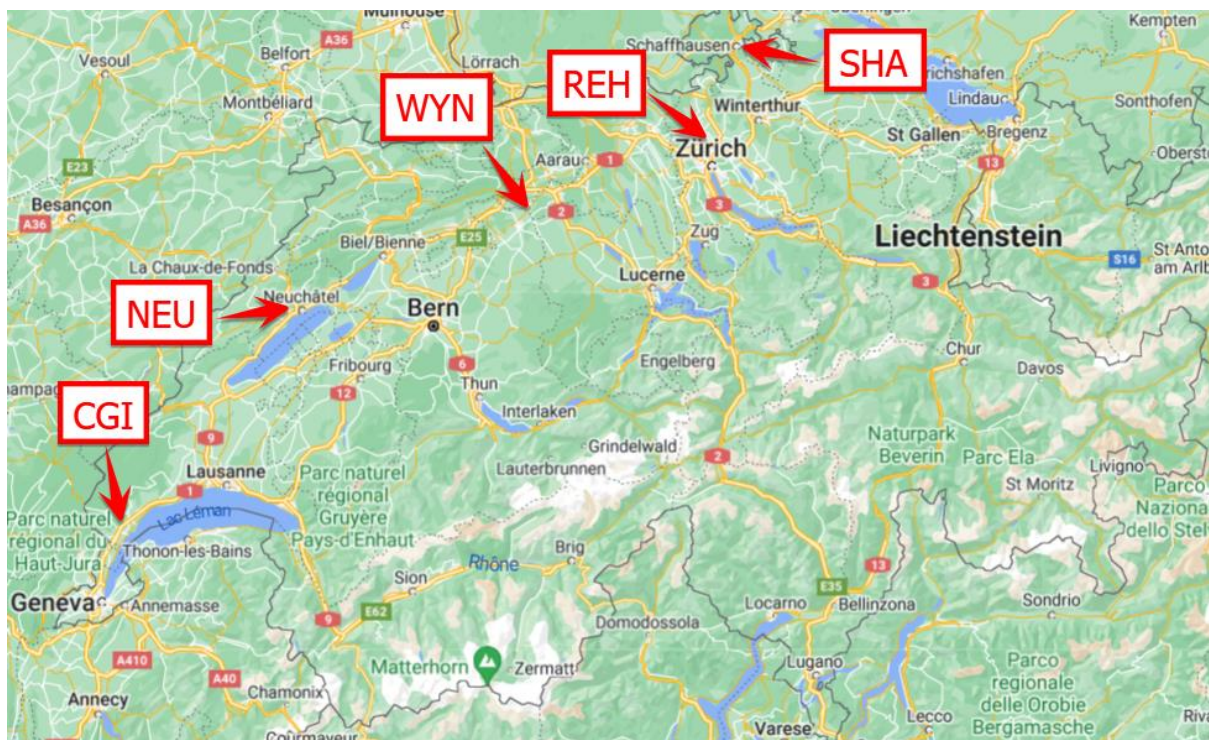 Mulhouse
A36
Vesoul
Belfort
Lörrach
Schaffhausen
SHA
Kempten
REH
WYN
Montbéliard
Winterthur
richshafen
Lindau
Sonthofen
St Gallen
Bregenz
E23
Aarau
1
Zürich
13
Oberst
Besançon
A36
2
3
Biel/Bienne
E25
Zug
Liechtenstein
St Anto
am Arlb
S16
La Chaux-de-Fonds
Lucerne
3
Neuchâtel
NEU
Bern
Engelberg
Chur
Davos
Fribourg
6
Thun
12
Interlaken
champag
CGI
9
Grindelwald
Lauterbrunnen
2
Naturpark
Beverin
Parc Ela
Livigno
Lausanne
1
Parc naturel
régional
Gruyère
Pays-d'Enhaut
St Moritz
Parco
Naziona
dello Stelv
Parc naturel
régional du
Haut-Jura
Lac Léman
Thonon-les-Bains
Rhône
Brig
Sion
13
Geneva
Annemasse
9
E62
E35
Locarno
Bellinzona
Sondrio
Domodossola
A410
A40
Matterhorn
Zermatt
Lugano
Parco
regionale
delle Orobie
Bergamasche
Annecy
Chamonix
Courmayeur
Varese
Lecco
Riva